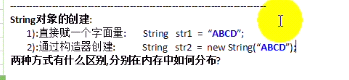 String对象的创建:
1):直接赋一个字面量: String str1 = "ABCD";
2):通过构造器创建: String str2 = new String("ABCD");
两种方式有什么区别,分别在内存中如何分布?